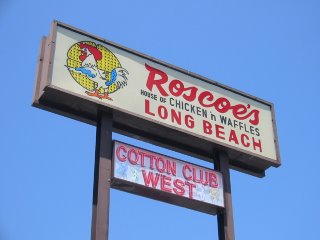 Roscoe's
HOUSE OF CHICKEN n WAFFLES
LONG BEACH
COTTON CLUB
WEST